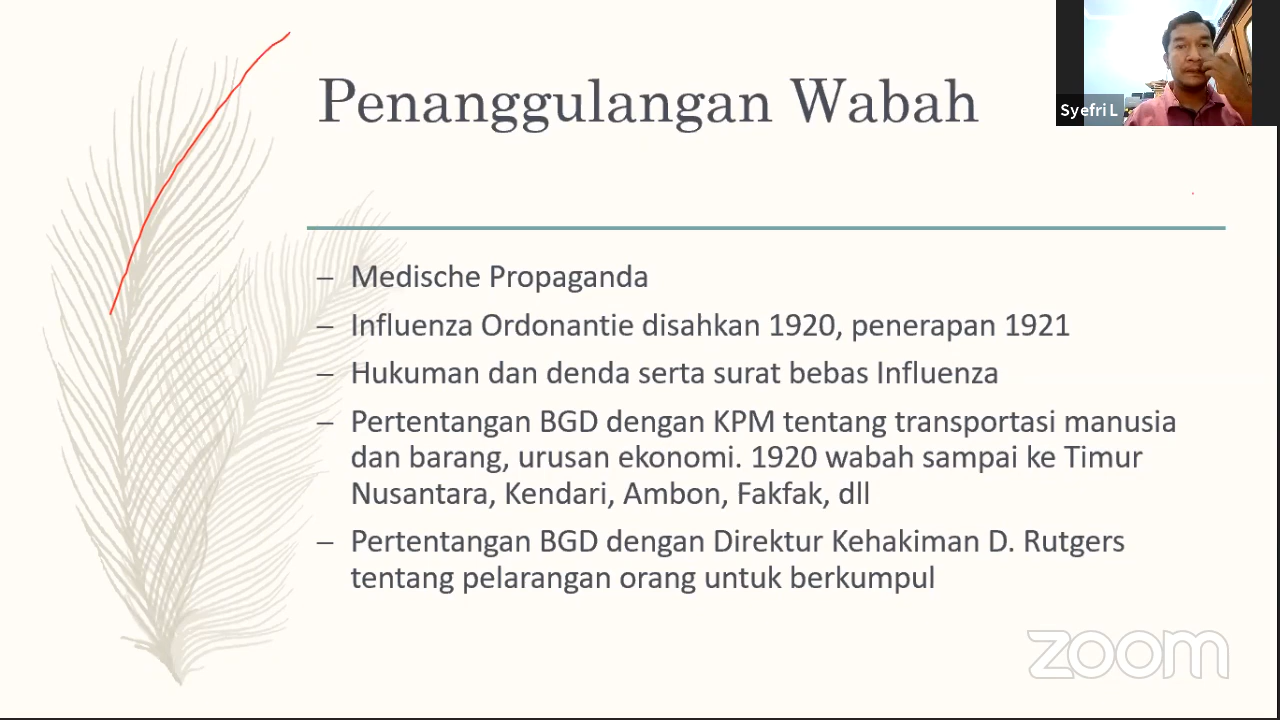 Penanggulangan Wabah
Syefri L
– Medische Propaganda
– Influenza Ordonantie disahkan 1920, penerapan 1921
– Hukuman dan denda serta surat bebas Influenza
– Pertentangan BGD dengan KPM tentang transportasi manusia
dan barang, urusan ekonomi. 1920 wabah sampai ke Timur
Nusantara, Kendari, Ambon, Fakfak, dll
– Pertentangan BGD dengan Direktur Kehakiman D. Rutgers
tentang pelarangan orang untuk berkumpul
zoom